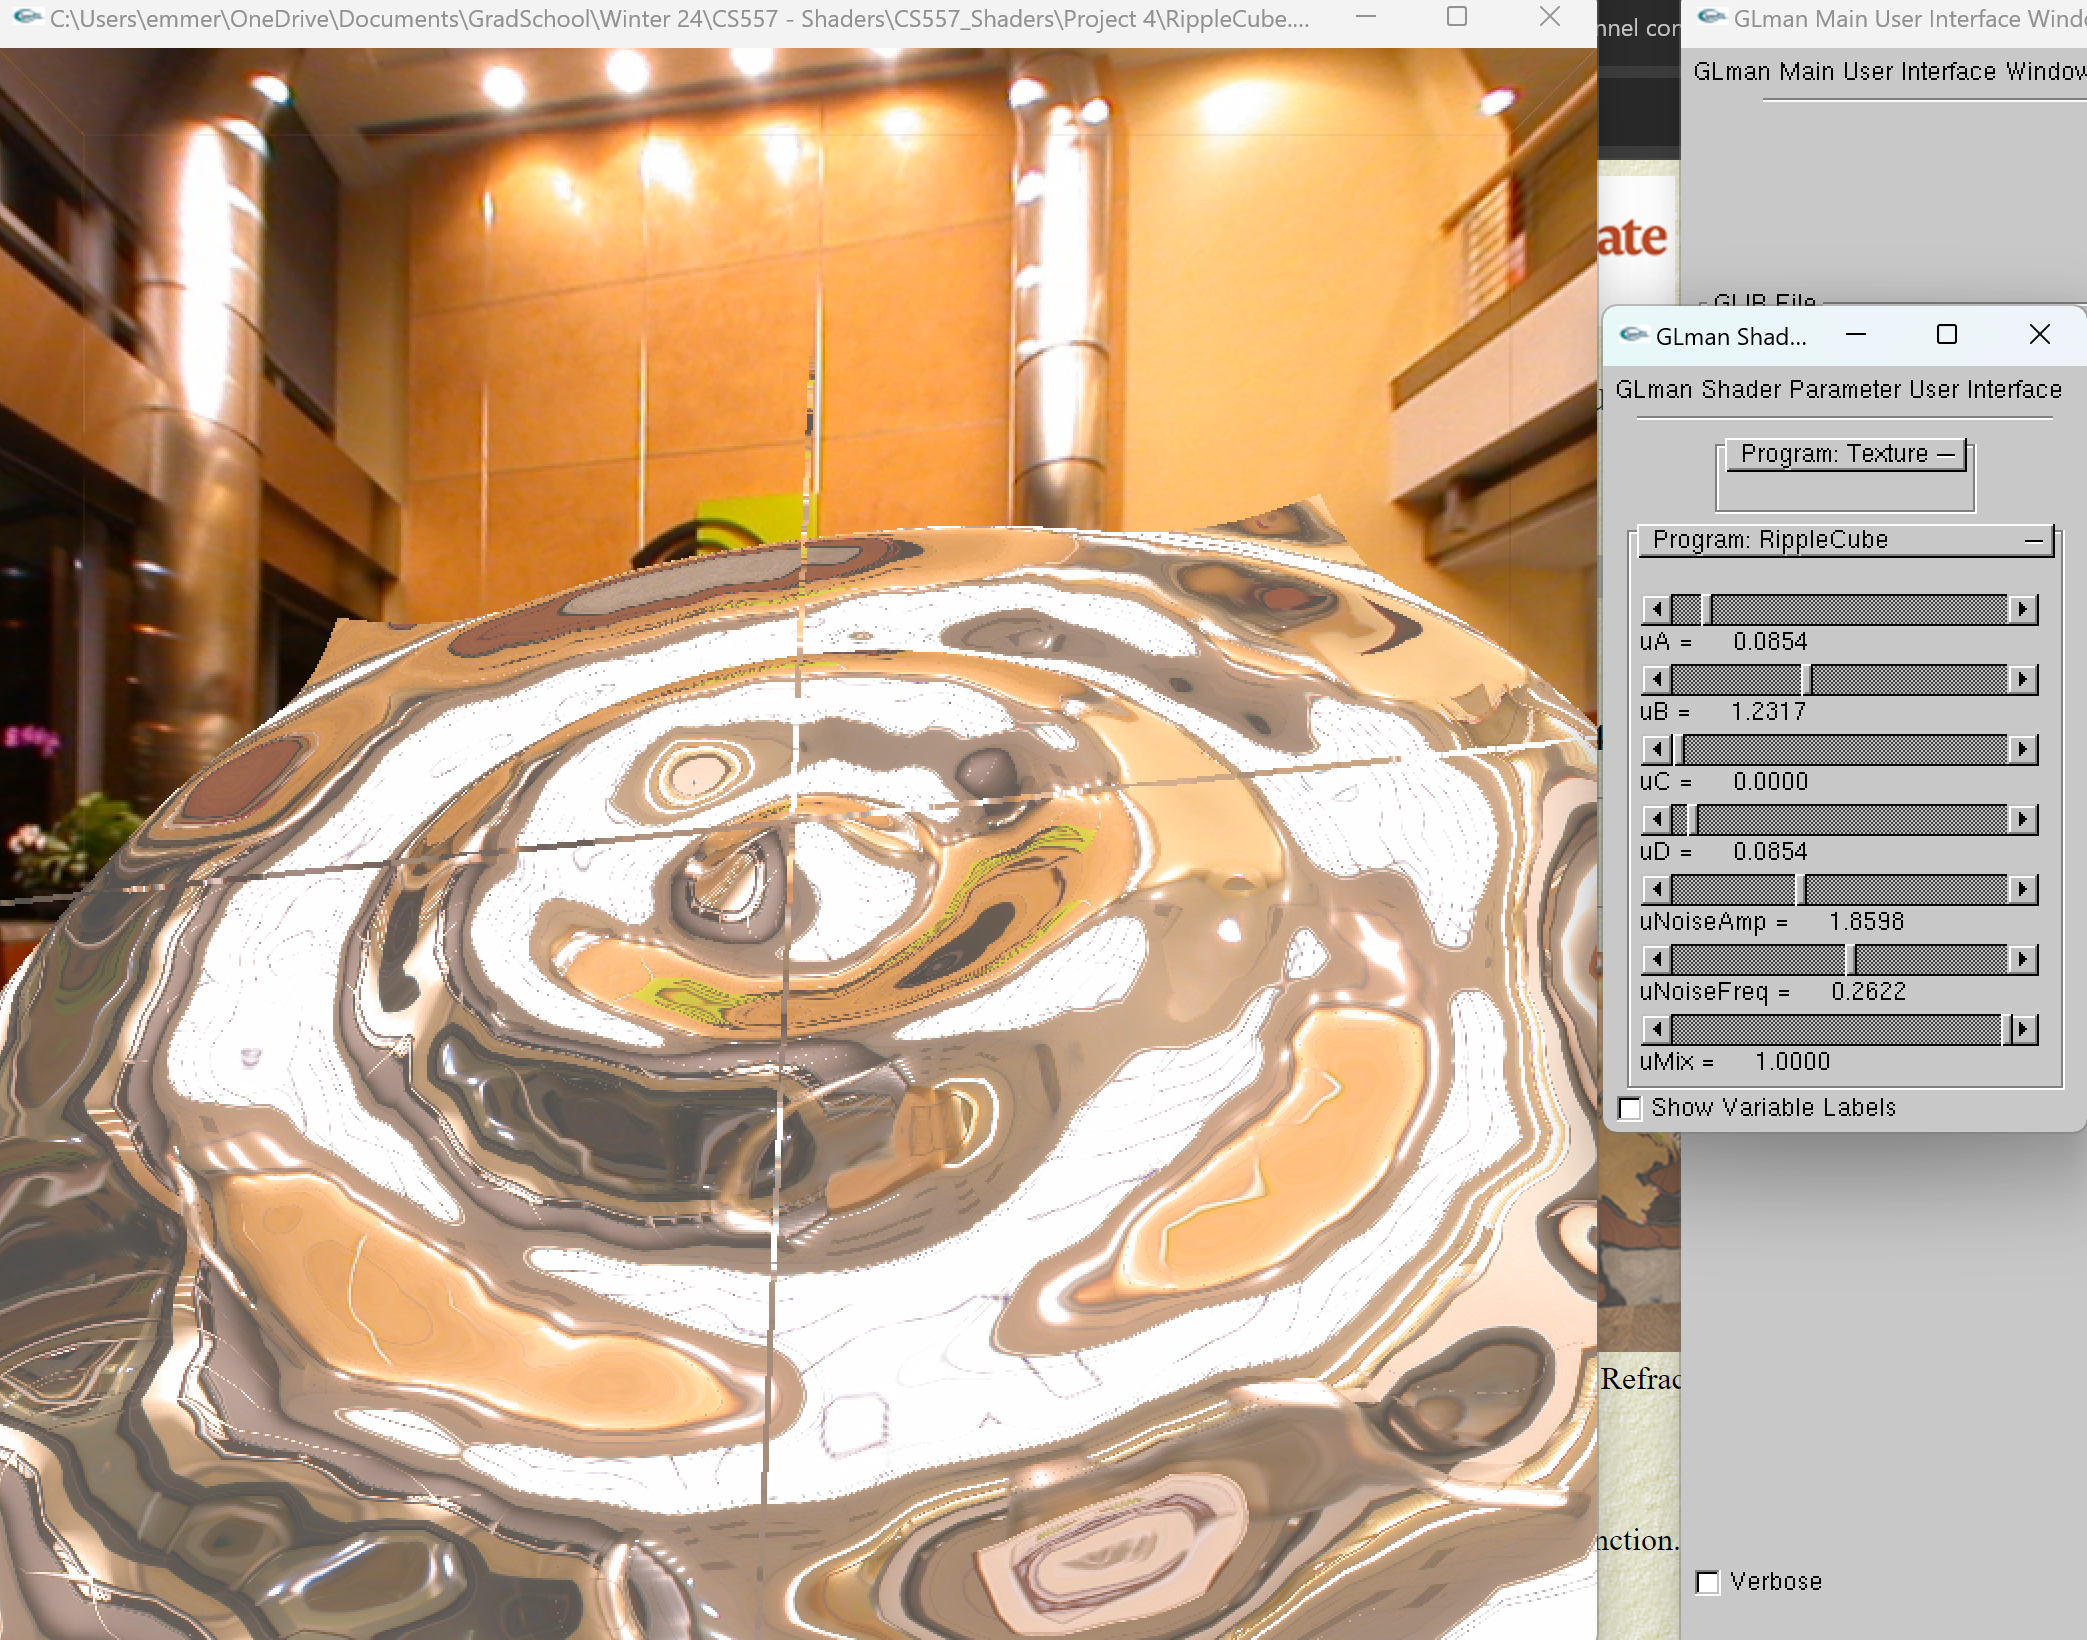 C:\Users\emmer\OneDrive\Documents\GradSchool\Winter 24\CS557 - Shaders\CS557_Shaders\Project 4\RippleCube....
GLman Main User Interface
GLman Main User Interface Window
GLIB File
ate
GLman Shad...
GLman Shader Parameter User Interface
Program: Texture
Program: RippleCube
uA = 0.0854
uB = 1.2317
uC = 0.0000
uD = 0.0854
uNoiseAmp = 1.8598
uNoiseFreq = 0.2622
uMix = 1.0000
Show Variable Labels
Refrac
nction.
Verbose